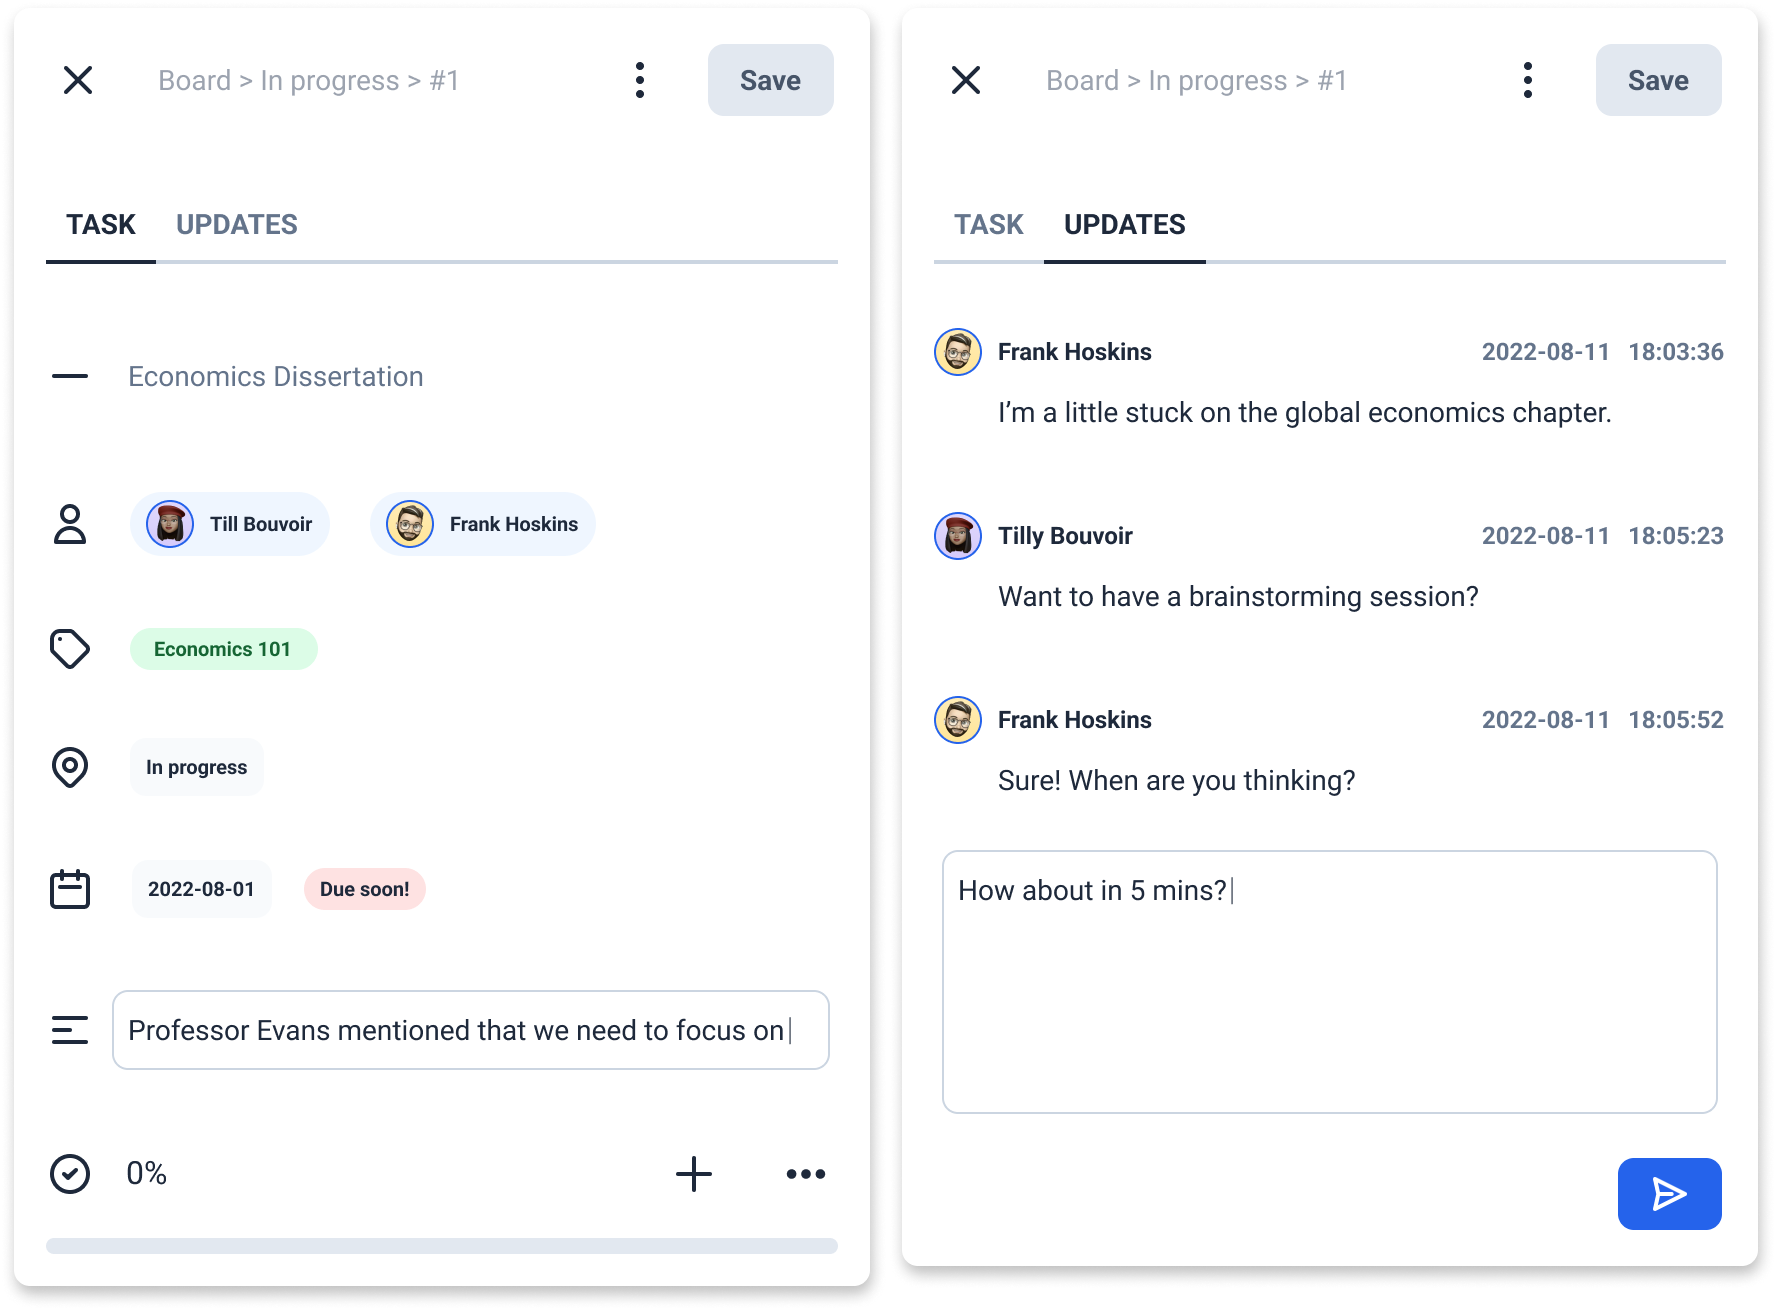 Board > In progress > #1
Save
TASK UPDATES
Economics Dissertation
Till Bouvoir Frank Hoskins
Economics 101
In progress
2022-08-01 Due soon!
Professor Evans mentioned that we need to focus on
0%
Board > In progress > #1
Save
TASK UPDATES
Frank Hoskins 2022-08-11 18:03:36
I’m a little stuck on the global economics chapter.
Tilly Bouvoir 2022-08-11 18:05:23
Want to have a brainstorming session?
Frank Hoskins 2022-08-11 18:05:52
Sure! When are you thinking?
How about in 5 mins?